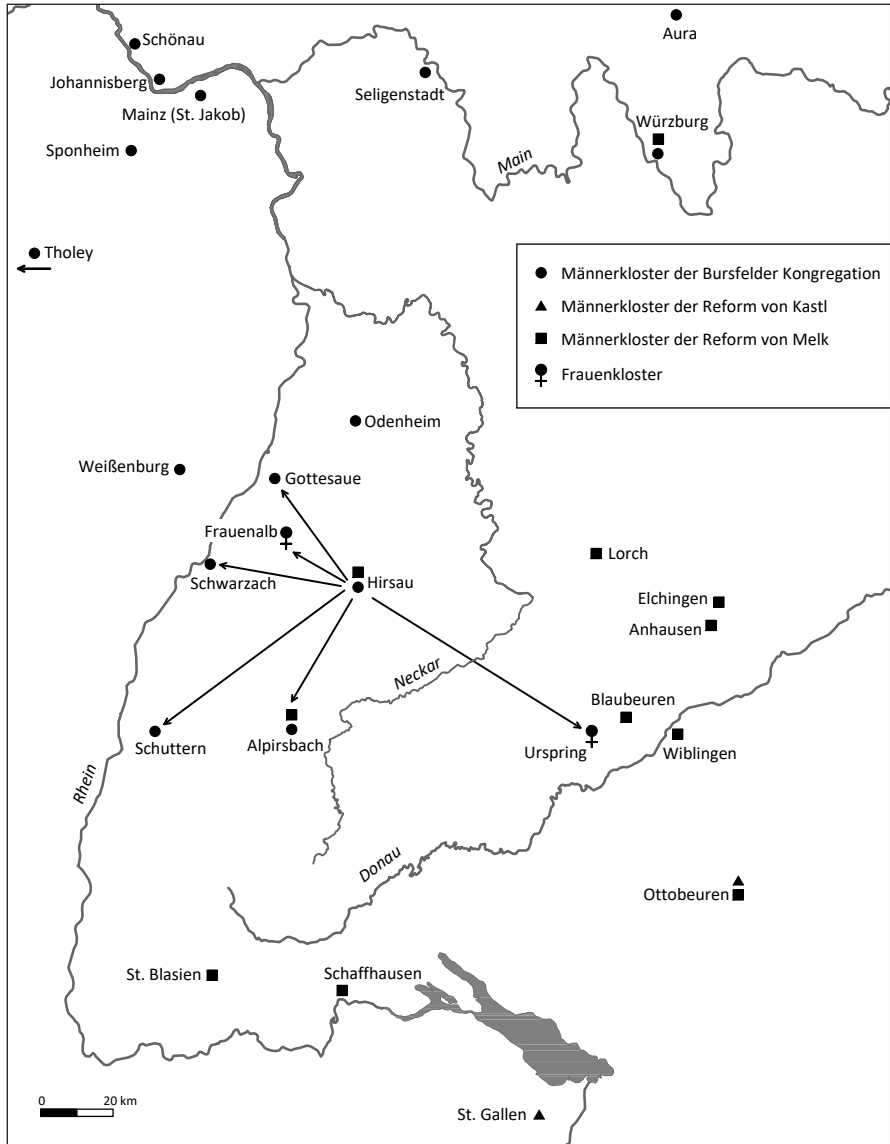 Schönau
Aura
Johannisberg
Seligenstadt
Mainz (St. Jakob)
Würzburg
Sponheim
Main
Tholey
Männerkloster der Bursfelder Kongregation
Männerkloster der Reform von Kastl
Männerkloster der Reform von Melk
Frauenkloster
Odenheim
Weißenburg
Gottesaue
Frauenalb
Lorch
Schwarzach
Hirsau
Elchingen
Anhausen
Neckar
Blaubeuren
Schuttern
Alpirsbach
Urspring
Wiblingen
Rhein
Donau
Ottobeuren
St. Blasien
Schaffhausen
0 20 km
St. Gallen